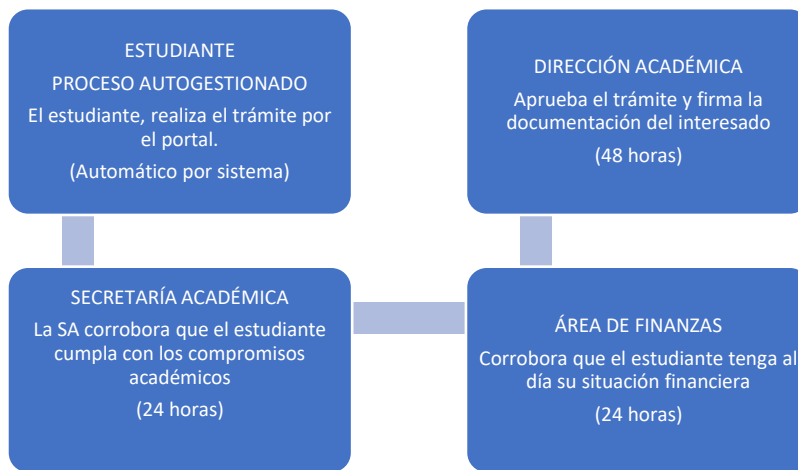 ESTUDIANTE
PROCESO AUTOGESTIONADO
El estudiante, realiza el trámite por
el portal.
(Automático por sistema)
SECRETARÍA ACADÉMICA
La SA corrobora que el estudiante
cumpla con los compromisos
académicos
(24 horas)
ÁREA DE FINANZAS
Corrobora que el estudiante tenga al
día su situación financiera
(24 horas)
DIRECCIÓN ACADÉMICA
Aprueba el trámite y firma la
documentación del interesado
(48 horas)